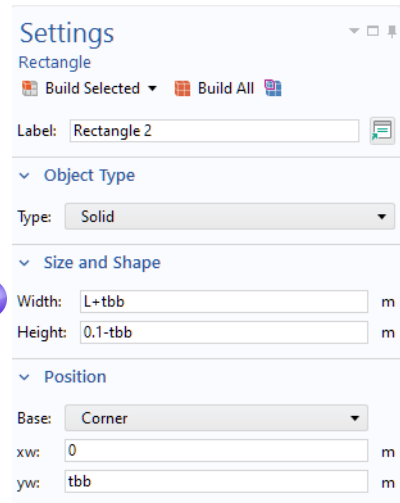 Settings
Rectangle
Build Selected Build All
Label: Rectangle 2
Object Type
Type: Solid
Size and Shape
Width: L+tbb m
Height: 0.1-tbb m
Position
Base: Corner
xw: 0 m
yw: tbb m